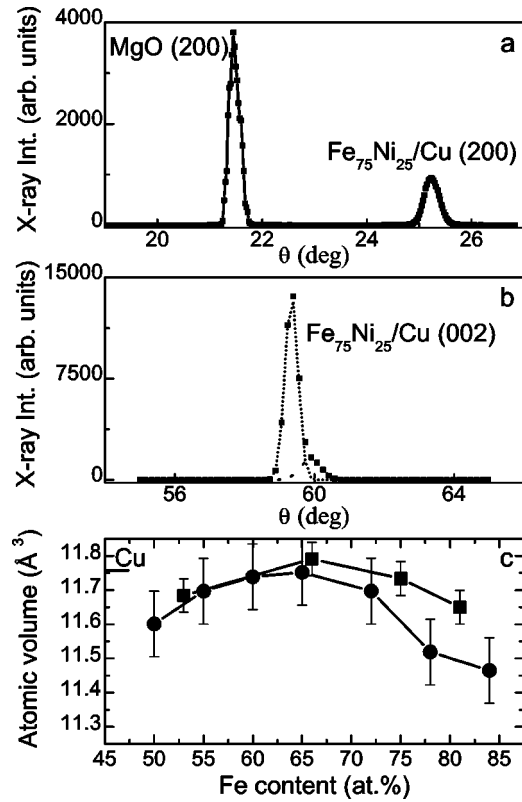 4000
2000
0
X-ray Int. (arb. units)
MgO (200)
a
Fe75Ni25/Cu (200)
20 22 24 26
θ (deg)
15000
7500
0
X-ray Int. (arb. units)
b
Fe75Ni25/Cu (002)
56 60 64
θ (deg)
11.8
11.7
11.6
11.5
11.4
11.3
Atomic volume (Å3)
Cu
c
45 50 55 60 65 70 75 80 85
Fe content (at.%)